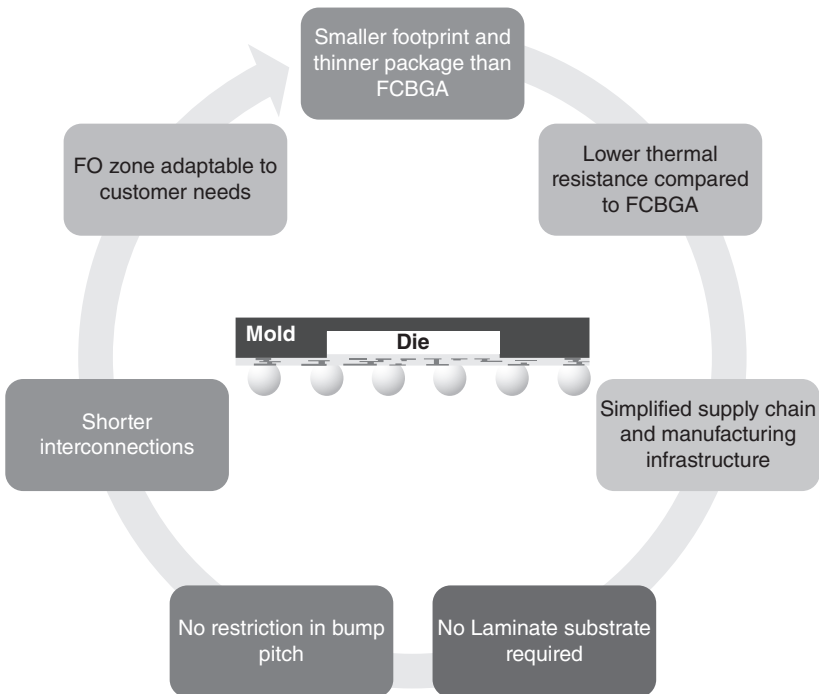 Smaller footprint and
thinner package than
FCBGA
Lower thermal
resistance compared
to FCBGA
Simplified supply chain
and manufacturing
infrastructure
No Laminate substrate
required
No restriction in bump
pitch
Shorter
interconnections
FO zone adaptable to
customer needs
Mold
Die